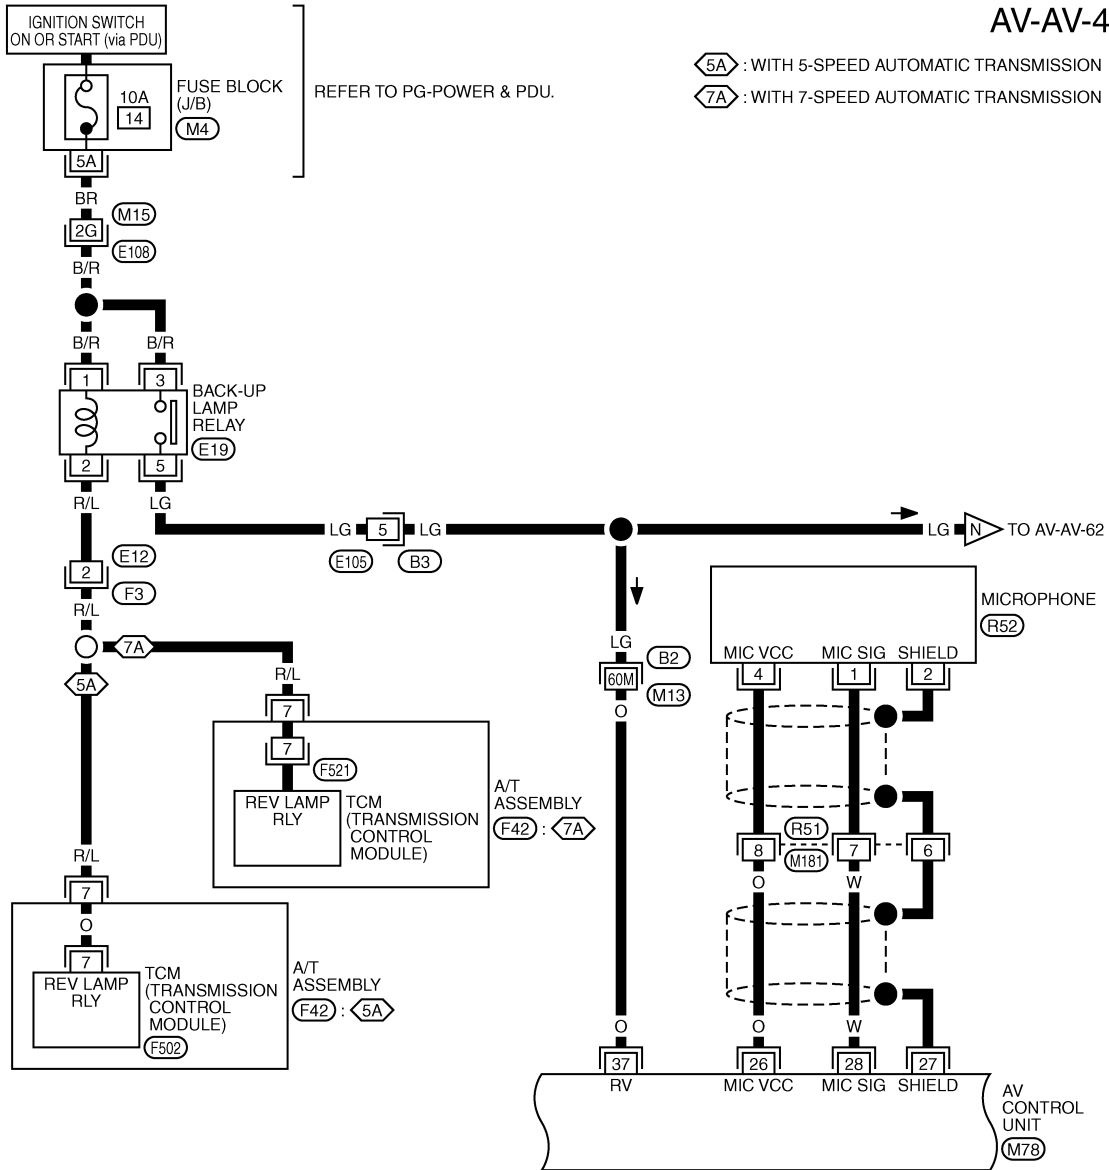 AV-AV-4
IGNITION SWITCH
ON OR START (via PDU)
5A : WITH 5-SPEED AUTOMATIC TRANSMISSION
7A : WITH 7-SPEED AUTOMATIC TRANSMISSION
10A
14
FUSE BLOCK
(J/B)
M4
REFER TO PG-POWER & PDU.
5A
BR
M15
2G
E108
B/R
B/R B/R
1 3
BACK-UP
LAMP
RELAY
E19
2 5
R/L LG
LG 5 LG
E105 B3
LG N TO AV-AV-62
E12
2
F3
R/L
7A
5A
R/L
7
7
F521
REV LAMP
RLY
TCM
(TRANSMISSION
CONTROL
MODULE)
A/T
ASSEMBLY
F42 : 7A
R/L
7
O
7
REV LAMP
RLY
TCM
(TRANSMISSION
CONTROL
MODULE)
F502
A/T
ASSEMBLY
F42 : 5A
LG
B2
60M
M13
O
O
37
RV
MICROPHONE
R52
MIC VCC MIC SIG SHIELD
4 1 2
R51
8 7 6
M181
O W
O W
26 28 27
MIC VCC MIC SIG SHIELD
AV
CONTROL
UNIT
M78